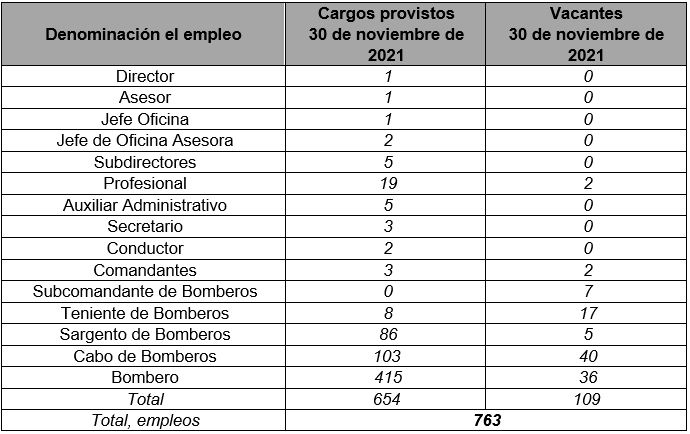 Denominación el empleo Cargos provistos 30 de noviembre de 2021 Vacantes 30 de noviembre de 2021
Director 1 0
Asesor 1 0
Jefe Oficina 1 0
Jefe de Oficina Asesora 2 0
Subdirectores 5 0
Profesional 19 2
Auxiliar Administrativo 5 0
Secretario 3 0
Conductor 2 0
Comandantes 3 2
Subcomandante de Bomberos 0 7
Teniente de Bomberos 8 17
Sargento de Bomberos 86 5
Cabo de Bomberos 103 40
Bombero 415 36
Total 654 109
Total, empleos 763